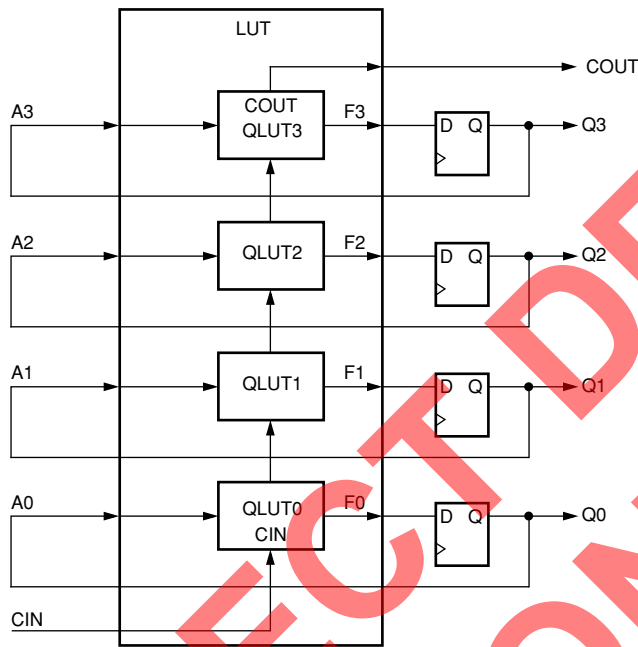 LUT
COUT
A3
COUT
QLUT3
F3
D Q
Q3
A2
QLUT2
F2
D Q
Q2
A1
QLUT1
F1
D Q
Q1
A0
QLUT0
CIN
F0
D Q
Q0
CIN